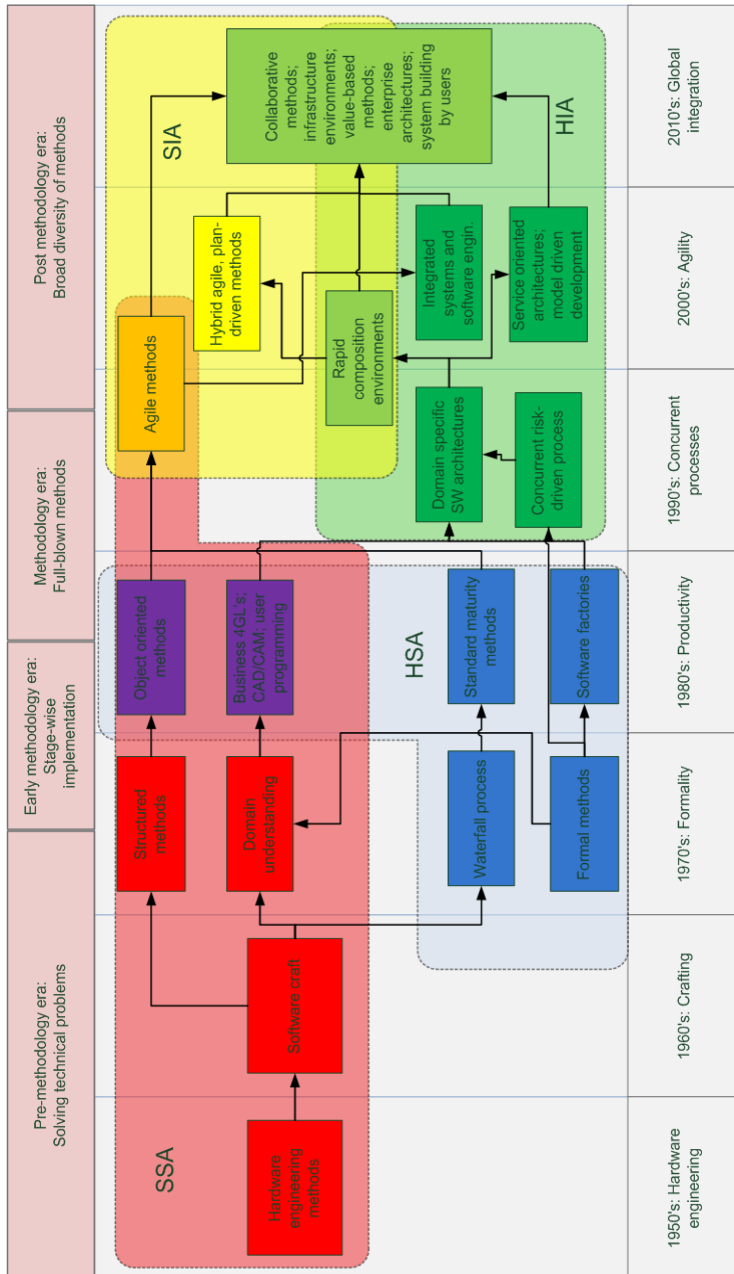 Pre-methodology era:
Solving technical problems
Early methodology era:
Stage-wise
implementation
Methodology era:
Full-blown methods
Post methodology era:
Broad diversity of methods
SSA
Hardware
engineering
methods
Software craft
Structured
methods
Domain
understanding
Waterfall process
Formal methods
Object oriented
methods
Business 4GL's;
CAD/CAM; user
programming
HSA
Standard maturity
methods
Software factories
Agile methods
Domain specific
SW architectures
Concurrent risk-
driven process
SIA
Hybrid agile, plan-
driven methods
Rapid
composition
environments
Integrated
systems and
software engin.
Service oriented
architectures;
model driven
development
Collaborative
methods;
infrastructure
environments;
value-based
methods;
enterprise
architectures;
system building
by users
HIA
1950's: Hardware
engineering
1960's: Crafting
1970's: Formality
1980's: Productivity
1990's: Concurrent
processes
2000's: Agility
2010's: Global
integration